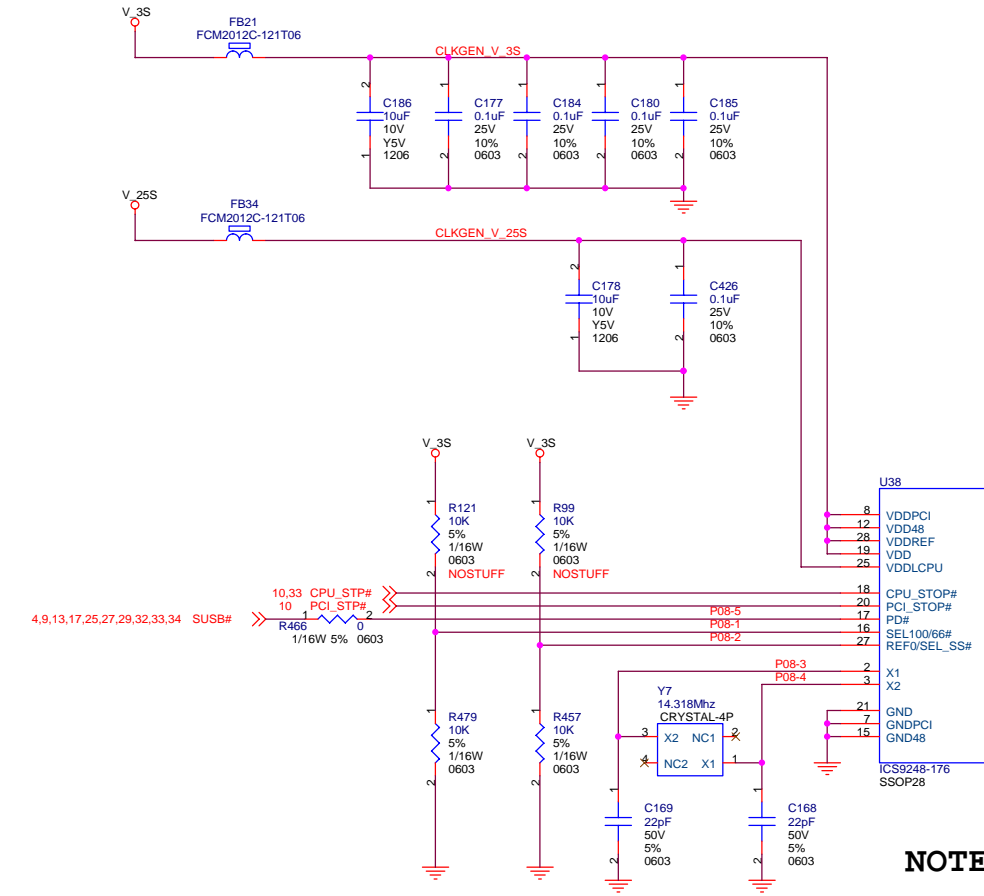 V_3S
FB21
FCM2012C-121T06
CLKGEN_V_3S
2
1
C186
10uF
10V
Y5V
1206
1
2
C177
0.1uF
25V
10%
0603
1
2
C184
0.1uF
25V
10%
0603
1
2
C180
0.1uF
25V
10%
0603
1
2
C185
0.1uF
25V
10%
0603
V_25S
FB34
FCM2012C-121T06
CLKGEN_V_25S
2
1
C178
10uF
10V
Y5V
1206
1
2
C426
0.1uF
25V
10%
0603
V_3S
1
R121
10K
5%
1/16W
0603
2
NOSTUFF
V_3S
1
R99
10K
5%
1/16W
0603
2
NOSTUFF
10,33 CPU_STP#
10 PCI_STP#
4,9,13,17,25,27,29,32,33,34 SUSB#
1
2
R466
0
1/16W 5% 0603
P08-5
P08-1
P08-2
P08-3
P08-4
1
R479
10K
5%
1/16W
0603
2
1
R457
10K
5%
1/16W
0603
2
Y7
14.318Mhz
CRYSTAL-4P
3 X2 NC1 2
4 NC2 X1 1
1
C169
22pF
50V
5%
0603
2
1
C168
22pF
50V
5%
0603
2
U38
8 VDDPCI
12 VDD48
28 VDDREF
19 VDD
25 VDDLCPU
18 CPU_STOP#
20 PCI_STOP#
17 PD#
16 SEL100/66#
27 REF0/SEL_SS#
2 X1
3 X2
21 GND
7 GNDPCI
15 GND48
ICS9248-176
SSOP28
NOTE